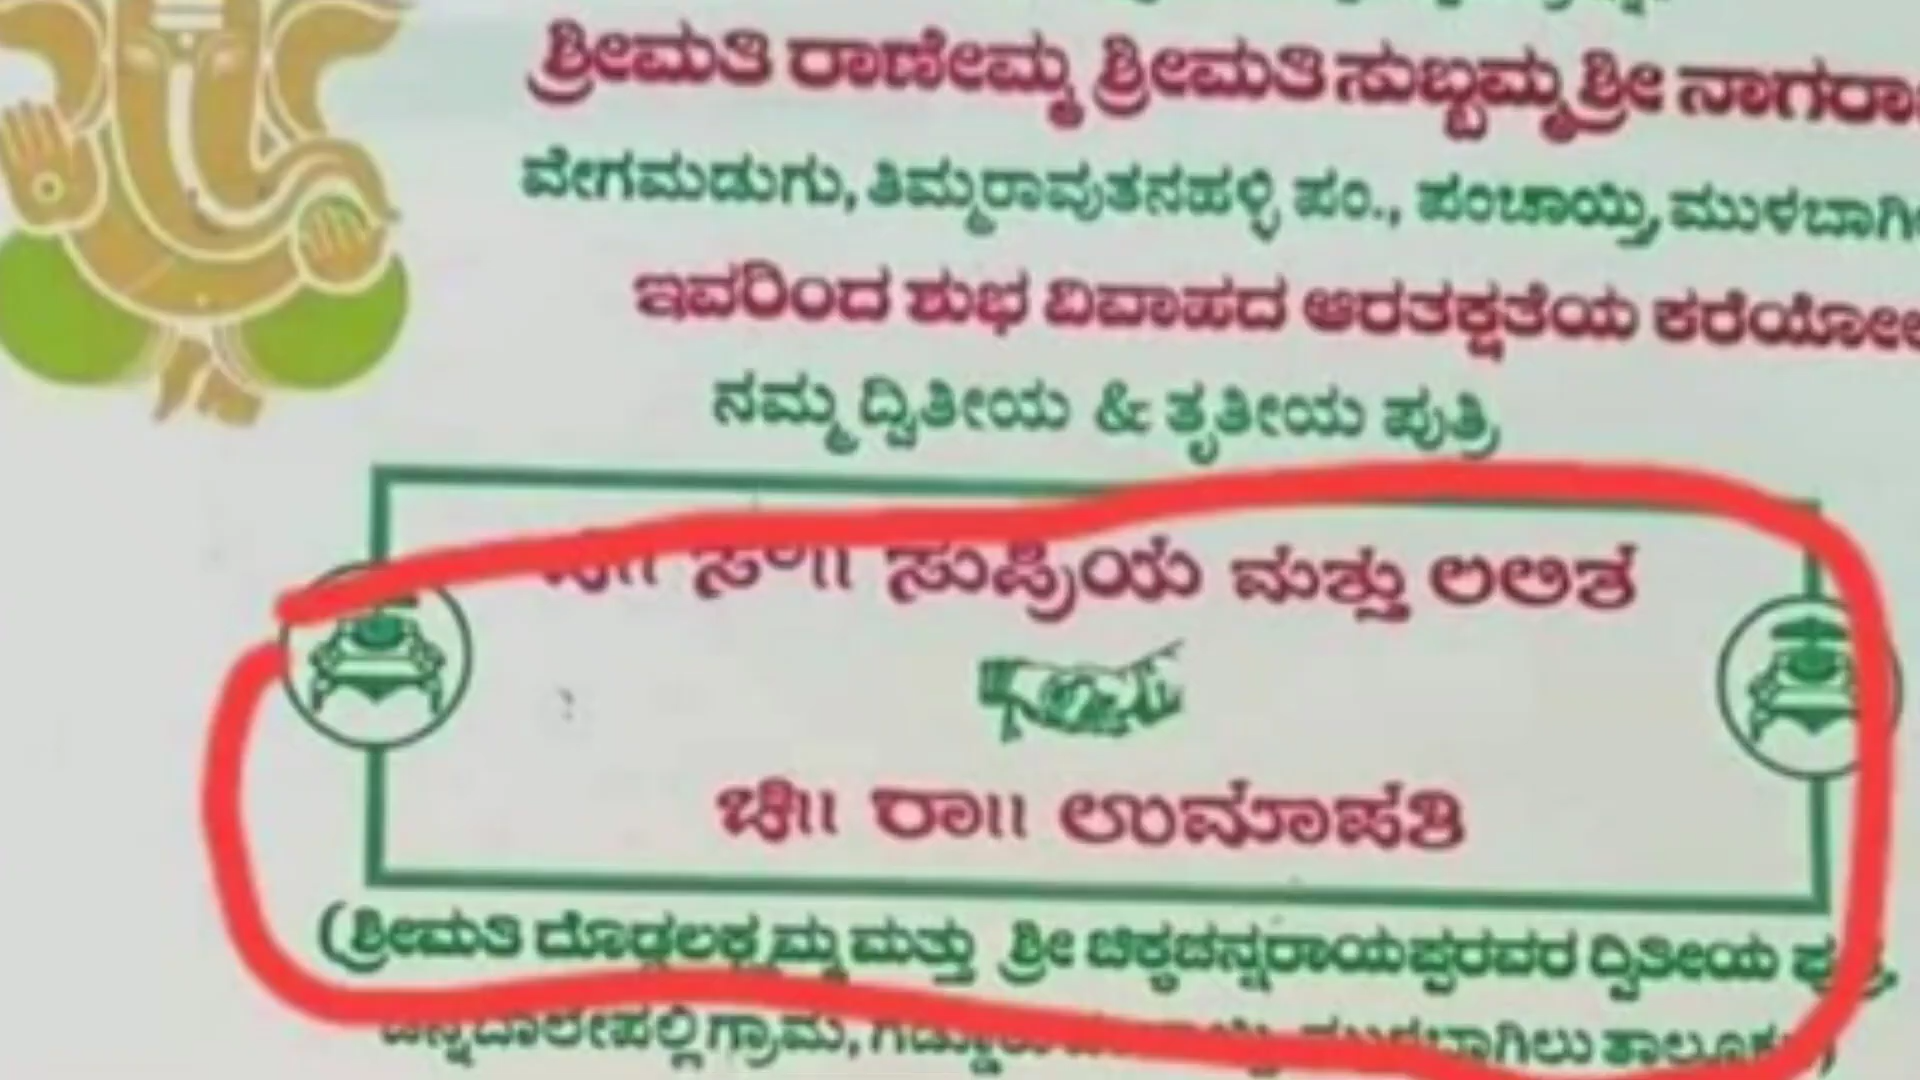 ಶ್ರೀಮತಿ ರಾಣೇಮ್ಮ ಶ್ರೀಮತಿ ಸುಬ್ಬಮ್ಮ ಶ್ರೀ
ವೇಗಮಡುಗು, ತಿಮ್ಮರಾವುತನಹಳ್ಳಿ ಪಂ., ಪಂಚಾಯ್ತಿ,
ಇವರಿಂದ ಶುಭ ವಿವಾಹದ ಆರತಕ್ಷತೆಯ
ನಮ್ಮ ದ್ವಿತೀಯ & ತೃತೀಯ ಪುತ್ರಿ
ಸೌ।। ಸುಪ್ರಿಯ ಮತ್ತು ಲಲಿತ
ಚಿ।। ರಾ।। ಉಮಾಪತಿ
(ಶ್ರೀಮತಿ ದೊಡ್ಡಲಕ್ಷ್ಮಮ್ಮ ಮತ್ತು ಶ್ರೀ ಚಿಕ್ಕಚನ್ನರಾಯಪ್ಪರವರ ದ್ವಿತೀಯ
ತಾಲ್ಲೂಕು)